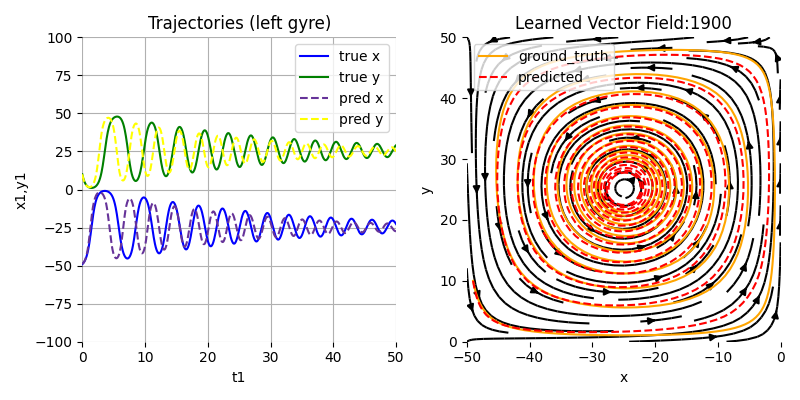 Trajectories (left gyre)
100
75
50
25
0
−25
−50
−75
−100
x1,y1
0 10 20 30 40 50
t1
true x
true y
pred x
pred y
Learned Vector Field:1900
50
40
30
20
10
0
y
−50 −40 −30 −20 −10 0
x
ground_truth
predicted